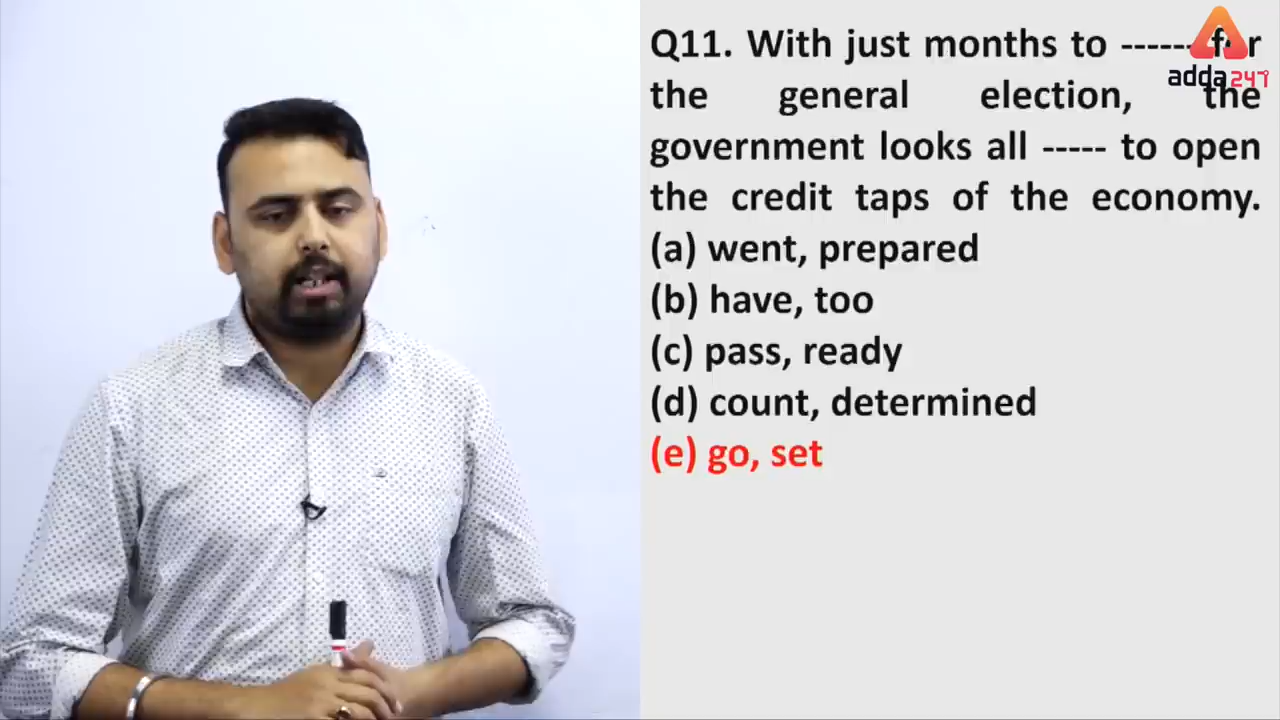 Q11. With just months to ------ for
adda247
the general election, the
government looks all ----- to open
the credit taps of the economy.
(a) went, prepared
(b) have, too
(c) pass, ready
(d) count, determined
(e) go, set